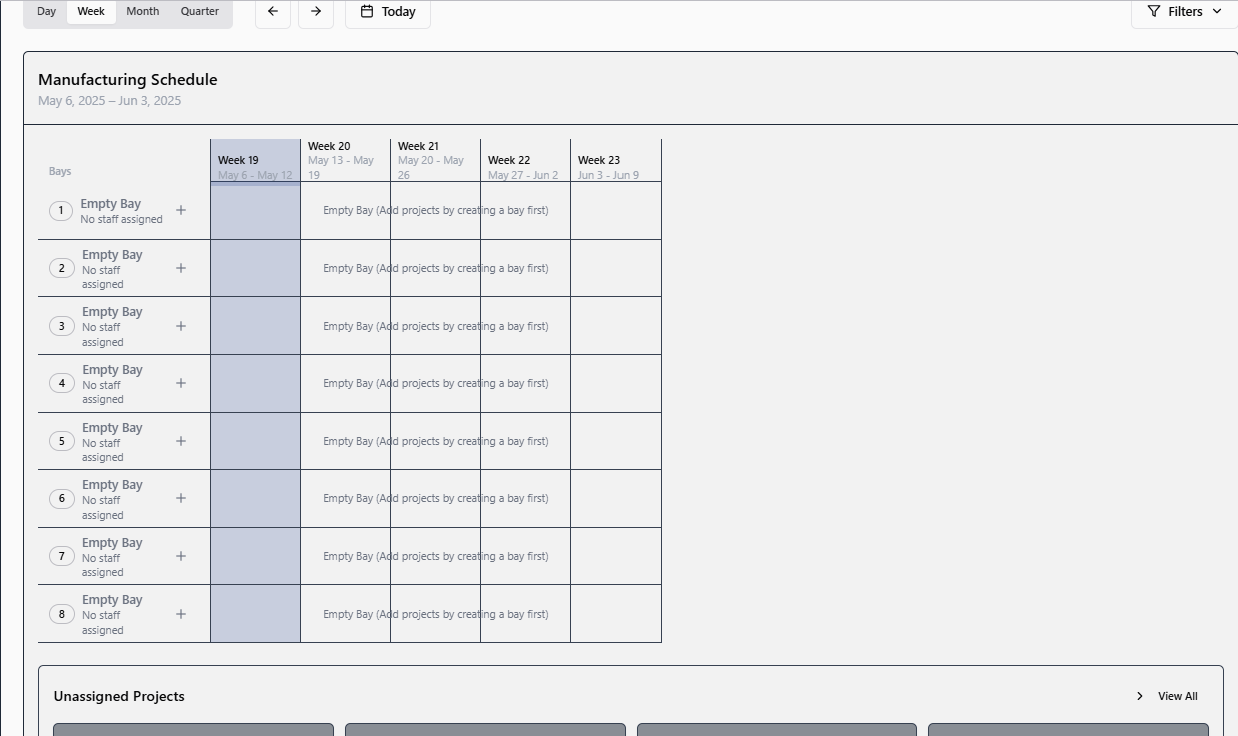 Day Week Month Quarter Today Filters
Manufacturing Schedule
May 6, 2025 – Jun 3, 2025
Bays
Week 19
May 6 - May 12
Week 20
May 13 - May
19
Week 21
May 20 - May
26
Week 22
May 27 - Jun 2
Week 23
Jun 3 - Jun 9
1 Empty Bay
No staff assigned
Empty Bay (Add projects by creating a bay first)
2 Empty Bay
No staff
assigned
Empty Bay (Add projects by creating a bay first)
3 Empty Bay
No staff
assigned
Empty Bay (Add projects by creating a bay first)
4 Empty Bay
No staff
assigned
Empty Bay (Add projects by creating a bay first)
5 Empty Bay
No staff
assigned
Empty Bay (Add projects by creating a bay first)
6 Empty Bay
No staff
assigned
Empty Bay (Add projects by creating a bay first)
7 Empty Bay
No staff
assigned
Empty Bay (Add projects by creating a bay first)
8 Empty Bay
No staff
assigned
Empty Bay (Add projects by creating a bay first)
Unassigned Projects View All